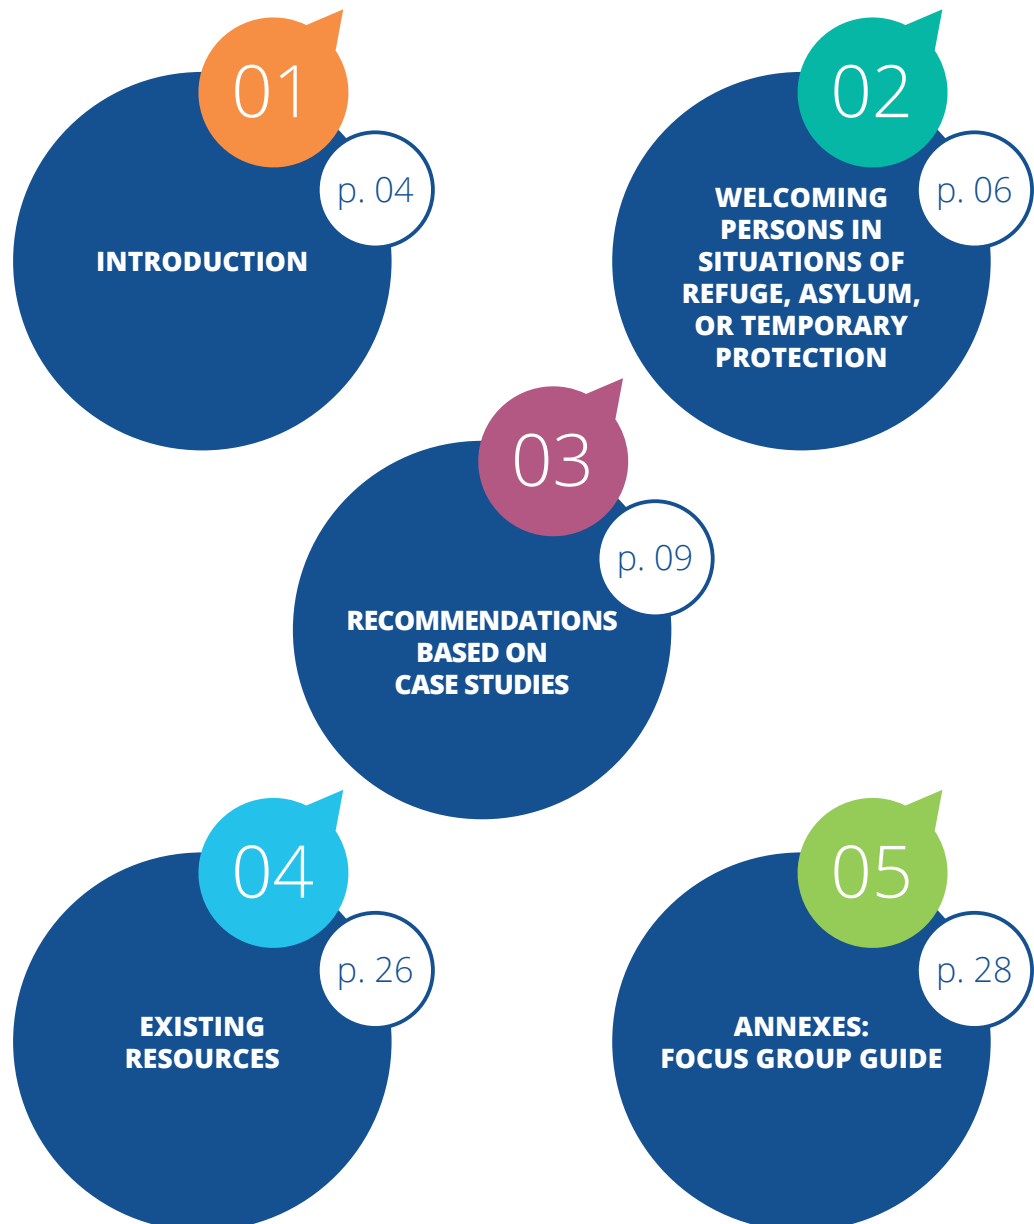 01
p. 04
INTRODUCTION
02
p. 06
WELCOMING
PERSONS IN
SITUATIONS OF
REFUGE, ASYLUM,
OR TEMPORARY
PROTECTION
03
p. 09
RECOMMENDATIONS
BASED ON
CASE STUDIES
04
p. 26
EXISTING
RESOURCES
05
p. 28
ANNEXES:
FOCUS GROUP GUIDE